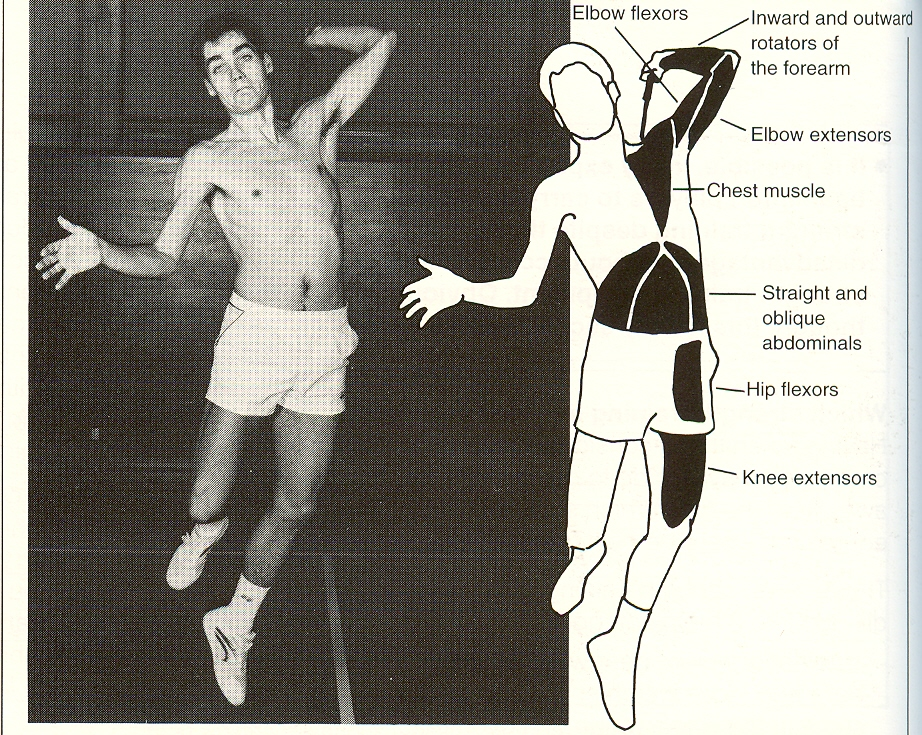 Elbow flexors
Inward and outward
rotators of
the forearm
Elbow extensors
Chest muscle
Straight and
oblique
abdominals
Hip flexors
Knee extensors